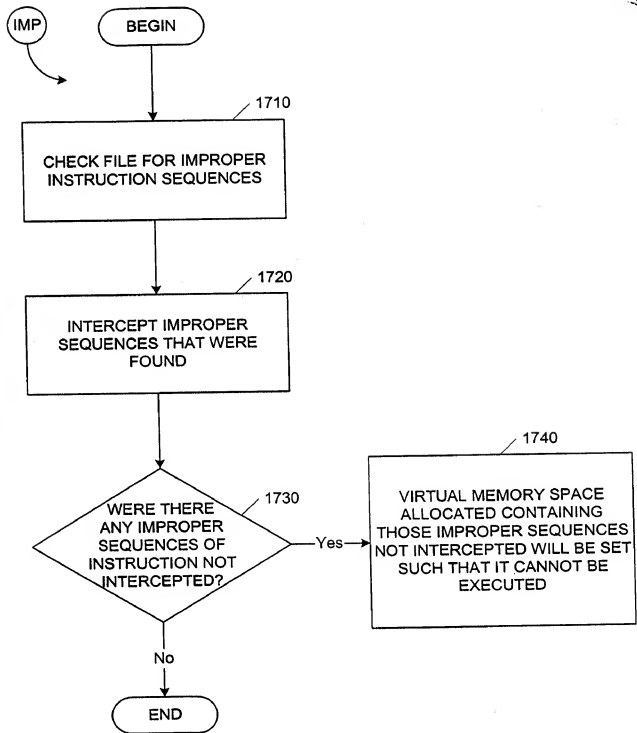 IMP
BEGIN
1710
CHECK FILE FOR IMPROPER
INSTRUCTION SEQUENCES
1720
INTERCEPT IMPROPER
SEQUENCES THAT WERE
FOUND
1730
WERE THERE
ANY IMPROPER
SEQUENCES OF
INSTRUCTION NOT
INTERCEPTED?
Yes
1740
VIRTUAL MEMORY SPACE
ALLOCATED CONTAINING
THOSE IMPROPER SEQUENCES
NOT INTERCEPTED WILL BE SET
SUCH THAT IT CANNOT BE
EXECUTED
No
END